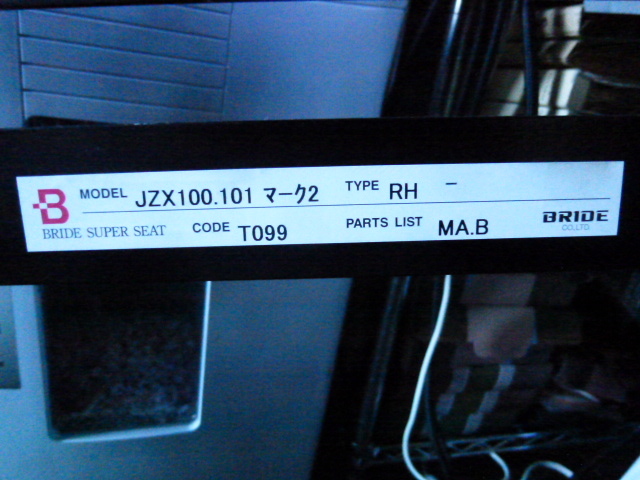 B MODEL JZX100.101 マーク2 TYPE RH -
BRIDE SUPER SEAT CODE T099 PARTS LIST MA.B BRIDE
CO.,LTD.